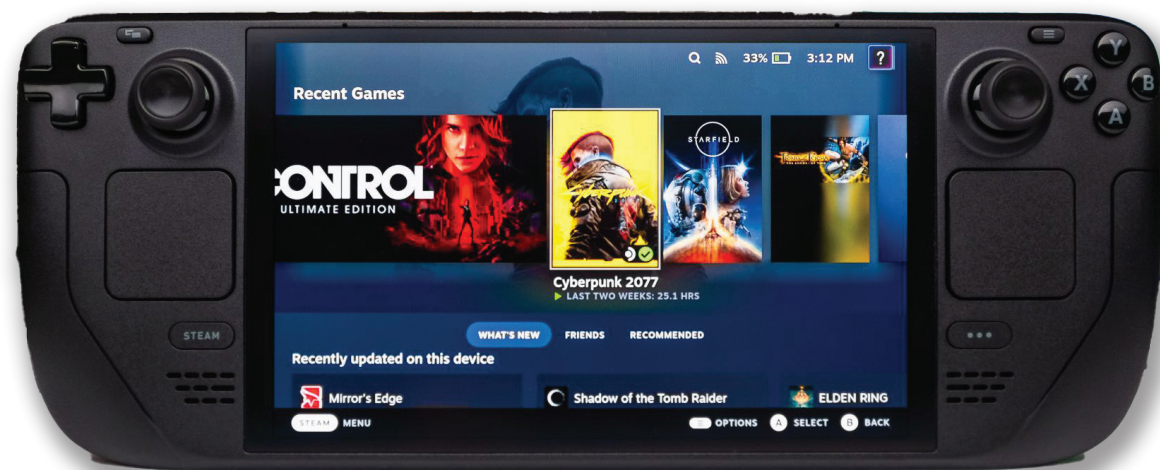 33% 3:12 PM ?
Recent Games
CONTROL
ULTIMATE EDITION
CYBERPUNK
STARFIELD
Cyberpunk 2077
LAST TWO WEEKS: 25.1 HRS
WHAT'S NEW FRIENDS RECOMMENDED
Recently updated on this device
Mirror's Edge Shadow of the Tomb Raider ELDEN RING
STEAM MENU OPTIONS A SELECT B BACK
STEAM
Y
X
B
A